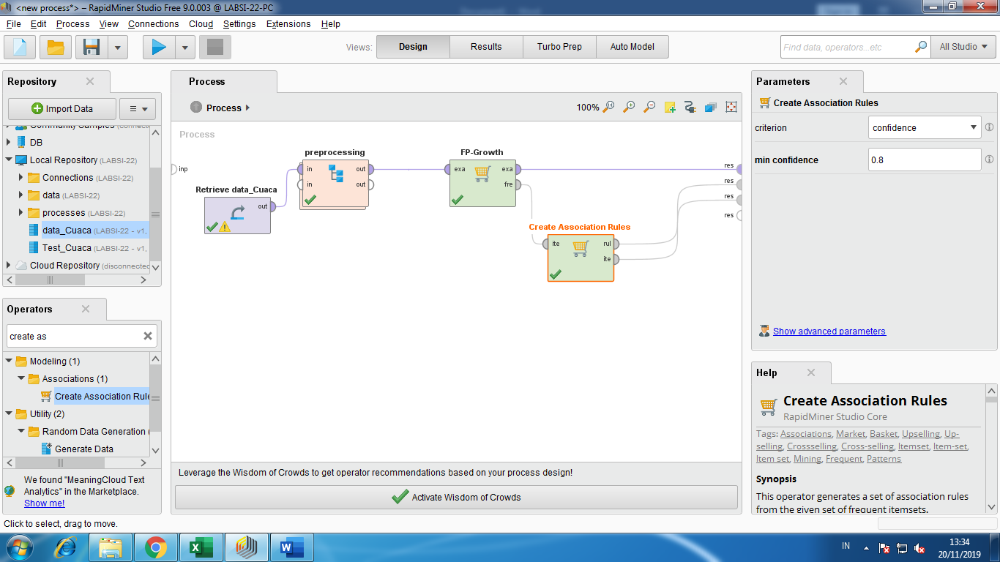 <new process*> – RapidMiner Studio Free 9.0.003 @ LABSI-22-PC
File Edit Process View Connections Cloud Settings Extensions Help
Views: Design Results Turbo Prep Auto Model
Find data, operators...etc
All Studio
Repository
Import Data
Community Samples (connecte
DB
Local Repository (LABSI-22)
Connections (LABSI-22)
data (LABSI-22)
processes (LABSI-22)
data_Cuaca (LABSI-22 - v1,
Test_Cuaca (LABSI-22 - v1,
Cloud Repository (disconnected
Operators
create as
Modeling (1)
Associations (1)
Create Association Rule
Utility (2)
Random Data Generation (
Generate Data
We found "MeaningCloud Text
Analytics" in the Marketplace.
Show me!
Process
Process
100%
Process
inp
Retrieve data_Cuaca
out
preprocessing
in out
in out
FP-Growth
exa exa
fre
Create Association Rules
ite rul
ite
res
res
res
res
Leverage the Wisdom of Crowds to get operator recommendations based on your process design!
Activate Wisdom of Crowds
Parameters
Create Association Rules
criterion confidence
min confidence 0.8
Show advanced parameters
Help
Create Association Rules
RapidMiner Studio Core
Tags: Associations, Market, Basket, Upselling, Up-
selling, Crossselling, Cross-selling, Itemset, Item-set,
Item set, Mining, Frequent, Patterns
Synopsis
This operator generates a set of association rules
from the given set of frequent itemsets.
Click to select, drag to move.
IN
13:34
20/11/2019